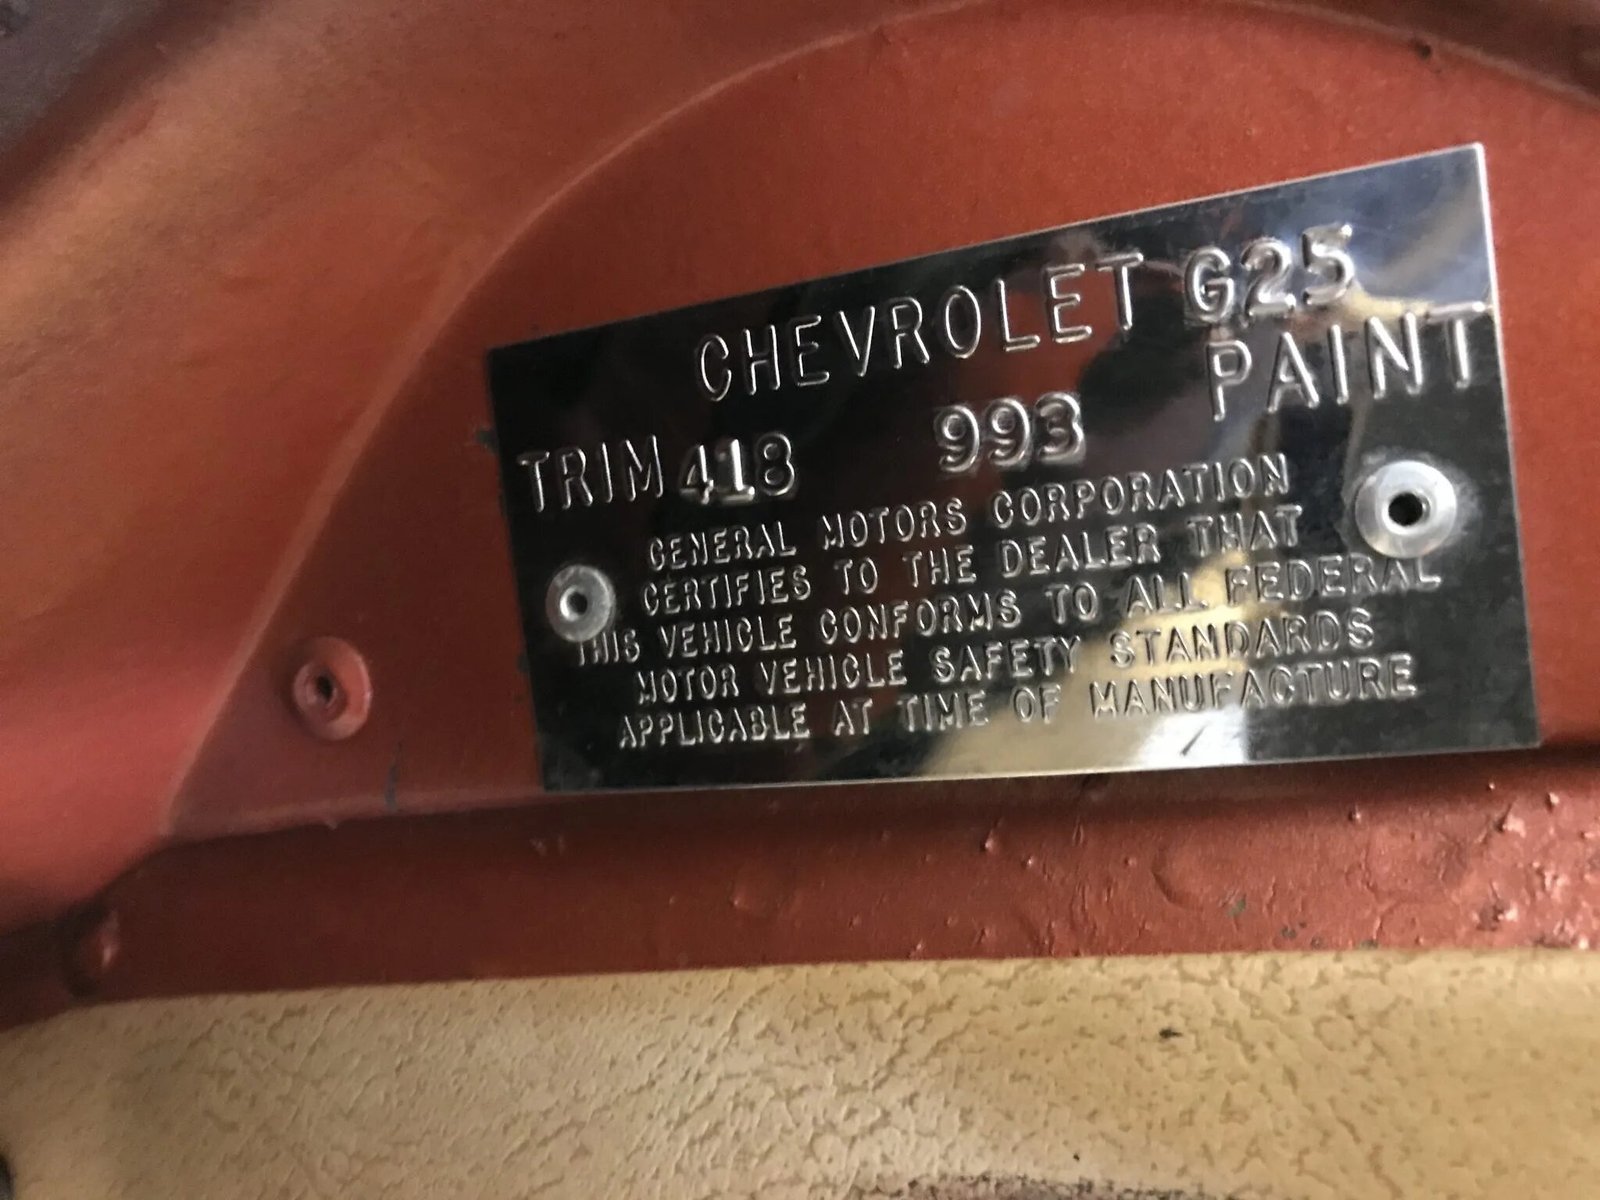 CHEVROLET G25
TRIM 418 993 PAINT
GENERAL MOTORS CORPORATION
CERTIFIES TO THE DEALER THAT
THIS VEHICLE CONFORMS TO ALL FEDERAL
MOTOR VEHICLE SAFETY STANDARDS
APPLICABLE AT TIME OF MANUFACTURE